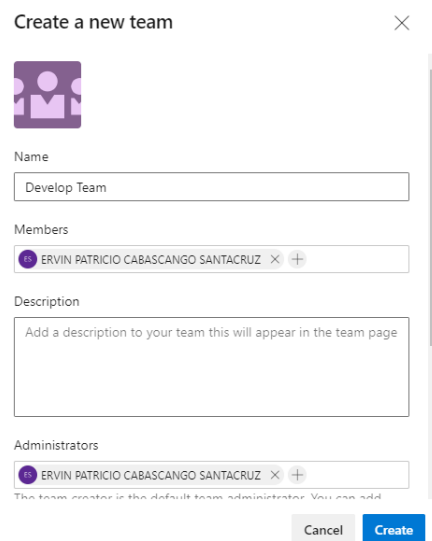 Create a new team
Name
Develop Team
Members
ES ERVIN PATRICIO CABASCANGO SANTACRUZ
Description
Add a description to your team this will appear in the team page
Administrators
ES ERVIN PATRICIO CABASCANGO SANTACRUZ
The team creator is the default team administrator. You can add
Cancel Create